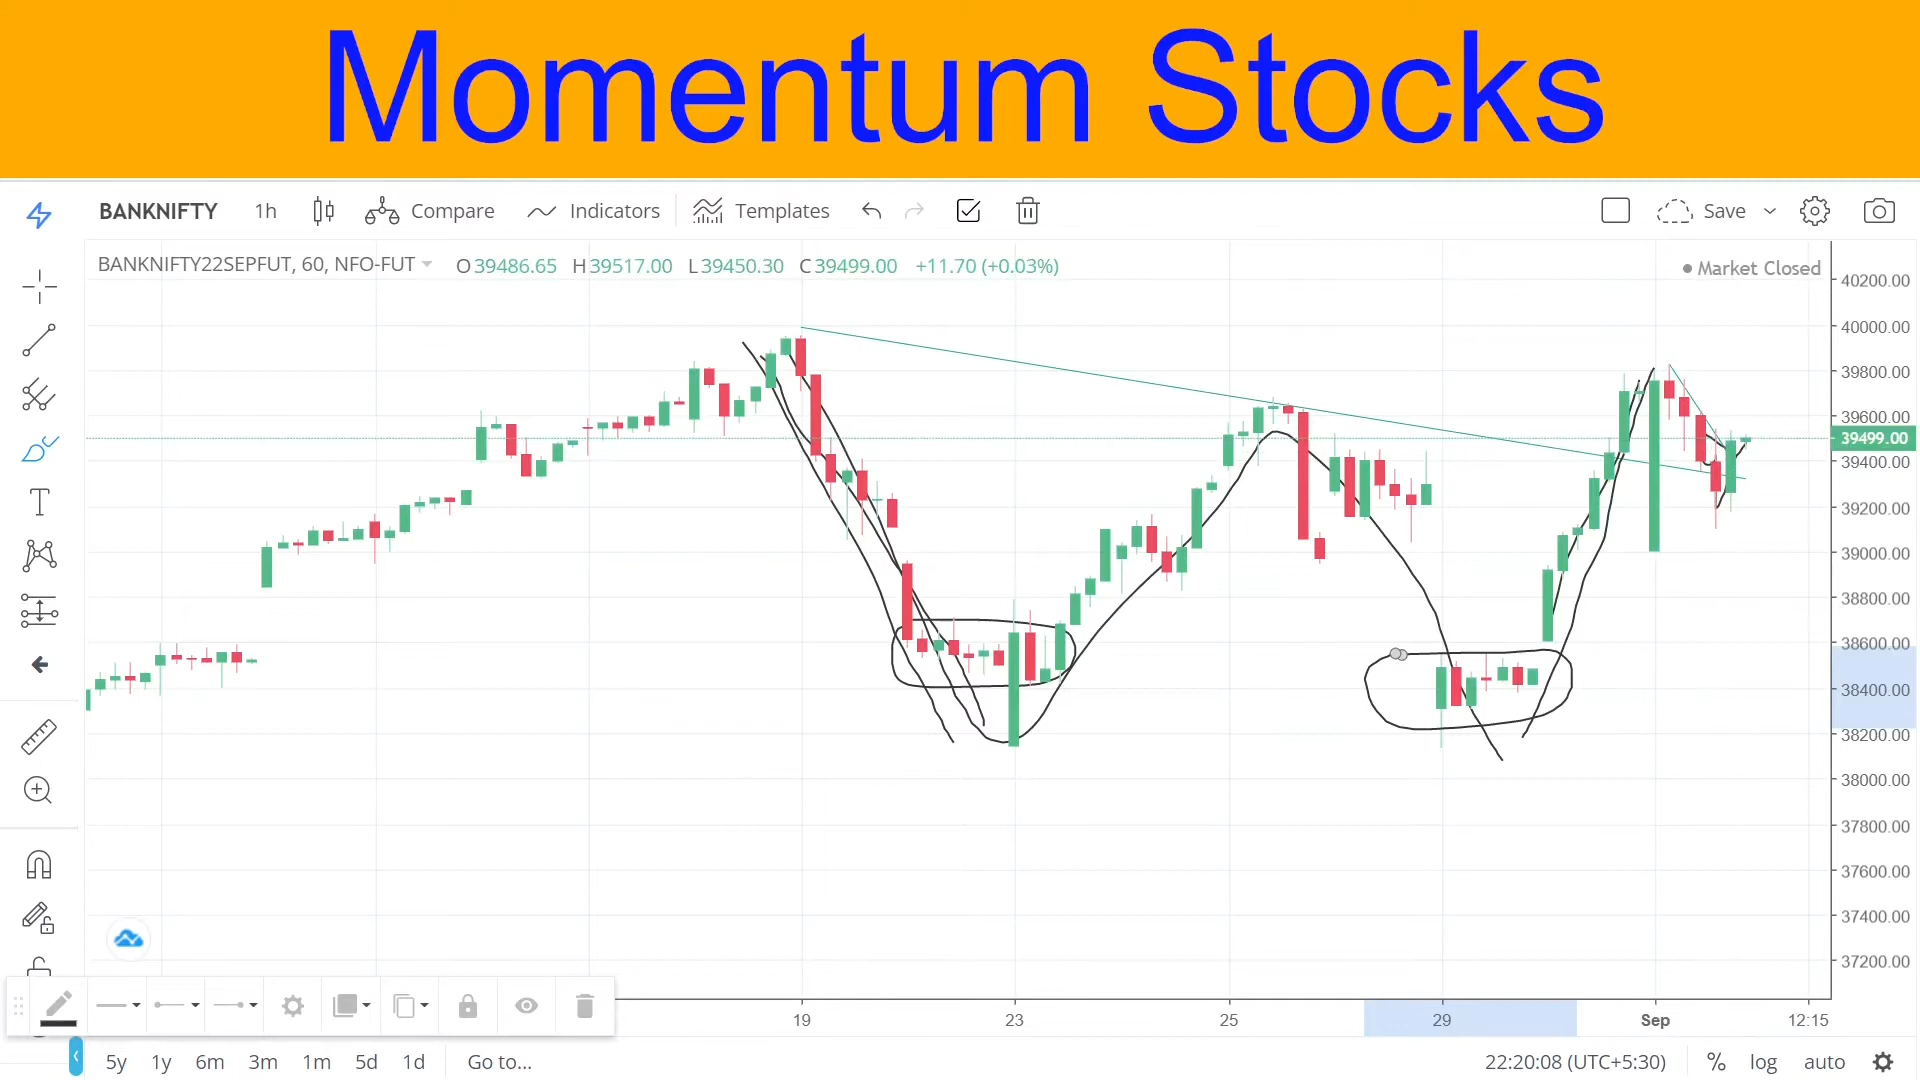 Momentum Stocks
BANKNIFTY 1h Compare Indicators Templates Save
BANKNIFTY22SEPFUT, 60, NFO-FUT O39486.65 H39517.00 L39450.30 C39499.00 +11.70 (+0.03%)
Market Closed
40200.00
40000.00
39800.00
39600.00
39499.00
39400.00
39200.00
39000.00
38800.00
38600.00
38400.00
38200.00
38000.00
37800.00
37600.00
37400.00
37200.00
19 23 25 29 Sep 12:15
5y 1y 6m 3m 1m 5d 1d Go to... 22:20:08 (UTC+5:30) % log auto